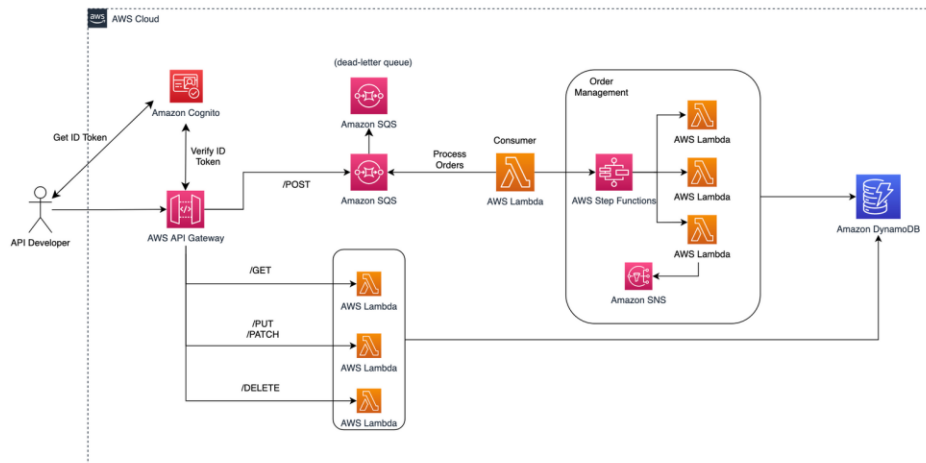 aws
AWS Cloud
(dead-letter queue)
Order
Management
Amazon Cognito
Amazon SQS
Get ID Token
Verify ID
Token
Consumer
AWS Lambda
Process
Orders
/POST
Amazon SQS
AWS Lambda
AWS Step Functions
AWS Lambda
API Developer
AWS API Gateway
AWS Lambda
Amazon DynamoDB
/GET
Amazon SNS
AWS Lambda
/PUT
/PATCH
AWS Lambda
/DELETE
AWS Lambda